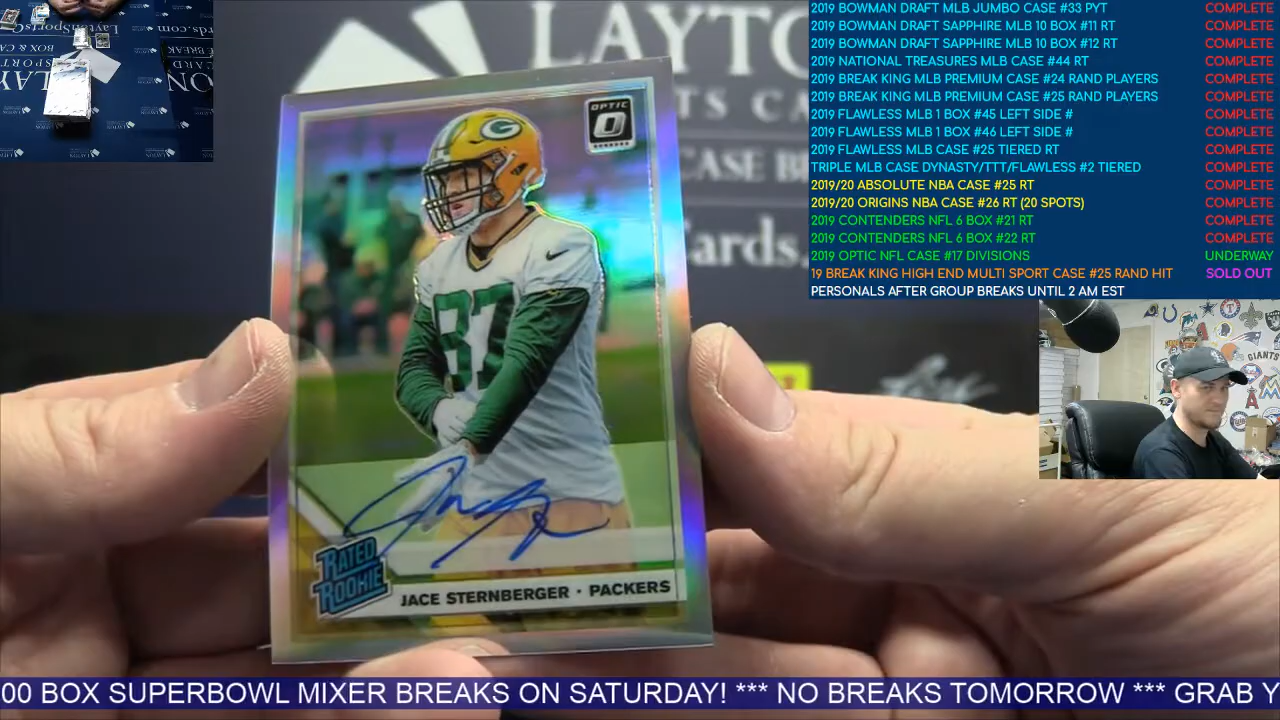 2019 BOWMAN DRAFT MLB JUMBO CASE #33 PYT COMPLETE
2019 BOWMAN DRAFT SAPPHIRE MLB 10 BOX #11 RT COMPLETE
2019 BOWMAN DRAFT SAPPHIRE MLB 10 BOX #12 RT COMPLETE
2019 NATIONAL TREASURES MLB CASE #44 RT COMPLETE
2019 BREAK KING MLB PREMIUM CASE #24 RAND PLAYERS COMPLETE
2019 BREAK KING MLB PREMIUM CASE #25 RAND PLAYERS COMPLETE
2019 FLAWLESS MLB 1 BOX #45 LEFT SIDE # COMPLETE
2019 FLAWLESS MLB 1 BOX #46 LEFT SIDE # COMPLETE
2019 FLAWLESS MLB CASE #25 TIERED RT COMPLETE
TRIPLE MLB CASE DYNASTY/TTT/FLAWLESS #2 TIERED COMPLETE
2019/20 ABSOLUTE NBA CASE #25 RT COMPLETE
2019/20 ORIGINS NBA CASE #26 RT (20 SPOTS) COMPLETE
2019 CONTENDERS NFL 6 BOX #21 RT COMPLETE
2019 CONTENDERS NFL 6 BOX #22 RT COMPLETE
2019 OPTIC NFL CASE #17 DIVISIONS UNDERWAY
19 BREAK KING HIGH END MULTI SPORT CASE #25 RAND HIT SOLD OUT
PERSONALS AFTER GROUP BREAKS UNTIL 2 AM EST
LAYTO
TS C
CASE BR
Cards.
OPTIC
G
87
RATED
ROOKIE
JACE STERNBERGER · PACKERS
GIANTS
00 BOX SUPERBOWL MIXER BREAKS ON SATURDAY! *** NO BREAKS TOMORROW *** GRAB Y